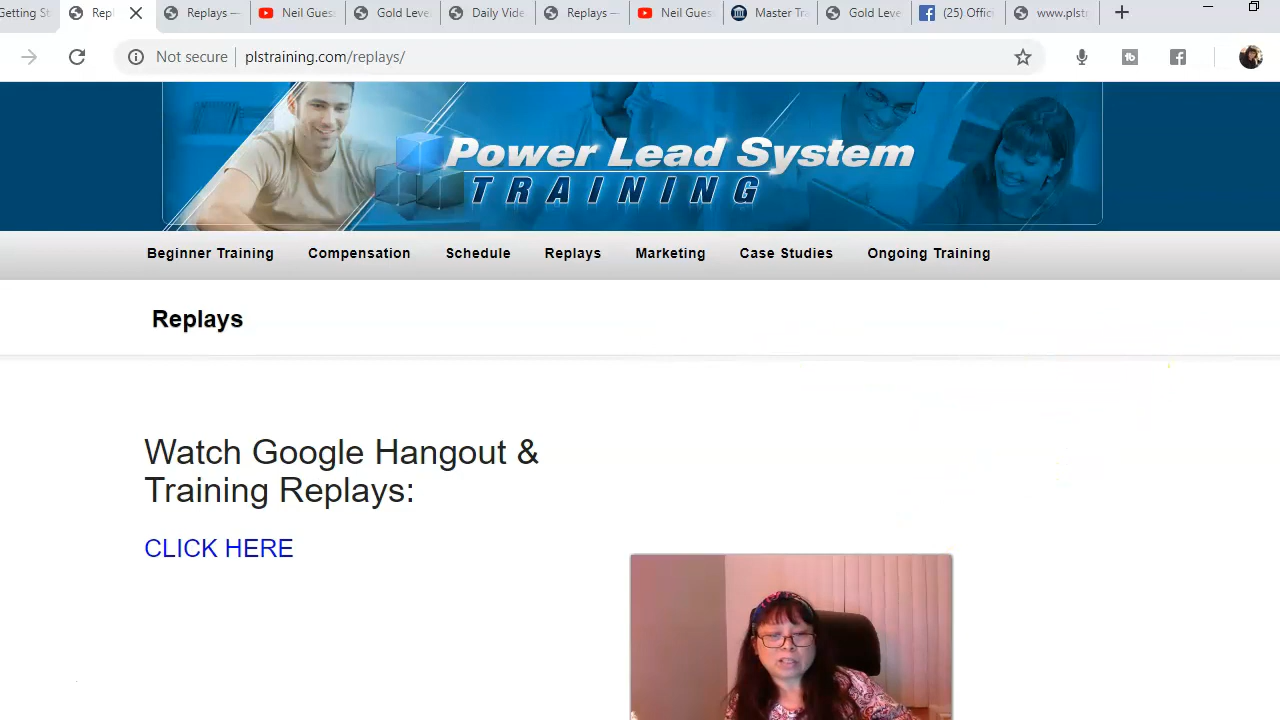 Getting St
Repl
Replays —
Neil Gues
Gold Leve
Daily Vide
Replays —
Neil Gues
Master Tra
Gold Leve
(25) Offic
www.plstr
Not secure
plstraining.com/replays/
Power Lead System
TRAINING
Beginner Training
Compensation
Schedule
Replays
Marketing
Case Studies
Ongoing Training
Replays
Watch Google Hangout &
Training Replays:
CLICK HERE